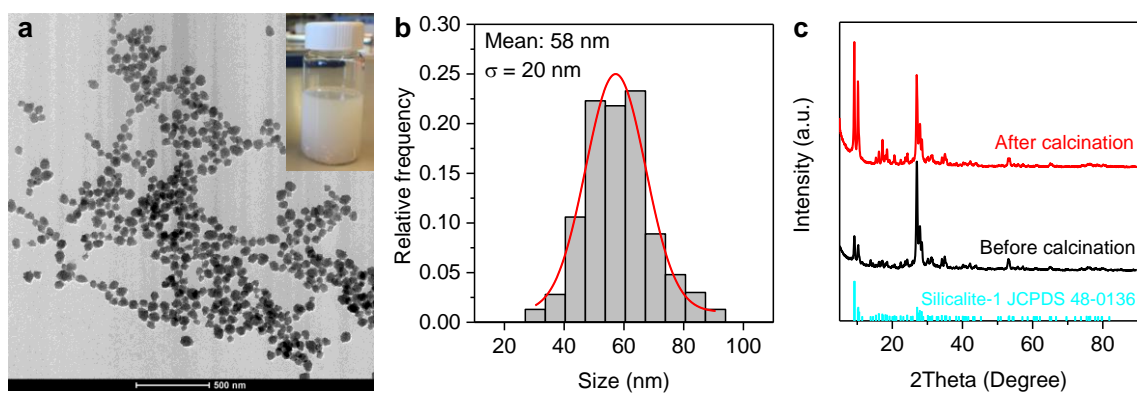 a
500 nm
b
Mean: 58 nm
σ = 20 nm
0.30
0.25
0.20
0.15
0.10
0.05
0.00
Relative frequency
20 40 60 80 100
Size (nm)
c
After calcination
Before calcination
Silicalite-1 JCPDS 48-0136
Intensity (a.u.)
20 40 60 80
2Theta (Degree)